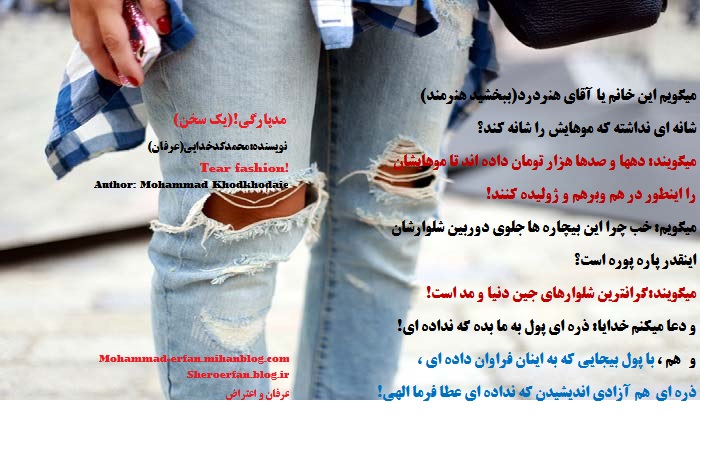 میگویم این خانم یا آقای هنردرد(ببخشید هنرمند)
شانه ای نداشته که موهایش را شانه کند؟
میگویند: دهها و صدها هزار تومان داده اند تا موهایشان
را اینطور در هم وبرهم و ژولیده کنند!
میگویم: خب چرا این بیچاره ها جلوی دوربین شلوارشان
اینقدر پاره پوره است؟
میگویند:گرانترین شلوارهای جین دنیا و مد است!
و دعا میکنم خدایا: ذره ای پول به ما بده که نداده ای!
و هم ، با پول بیجایی که به اینان فراوان داده ای ،
ذره ای هم آزادی اندیشیدن که نداده ای عطا فرما الهی!
مدپارگی!(یک سخن)
نویسنده:محمدکدخدایی(عرفان)
Tear fashion!
Author: Mohammad Khodkhodaie
Mohammad-erfan.mihanblog.com
Sheroerfan.blog.ir
عرفان و اعتراض